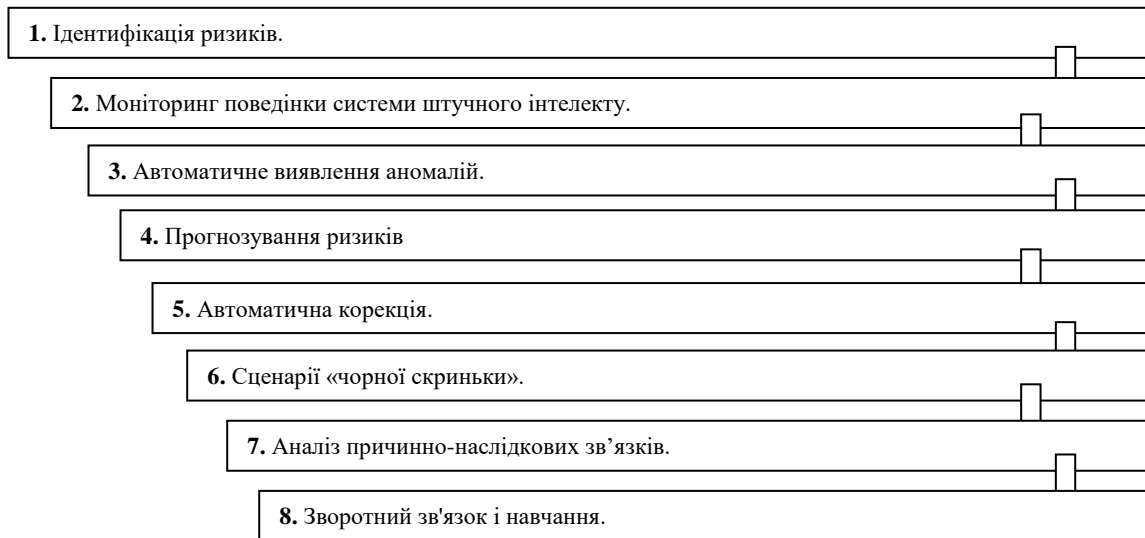 1. Ідентифікація ризиків.
2. Моніторинг поведінки системи штучного інтелекту.
3. Автоматичне виявлення аномалій.
4. Прогнозування ризиків
5. Автоматична корекція.
6. Сценарії «чорної скриньки».
7. Аналіз причинно-наслідкових зв’язків.
8. Зворотний зв'язок і навчання.